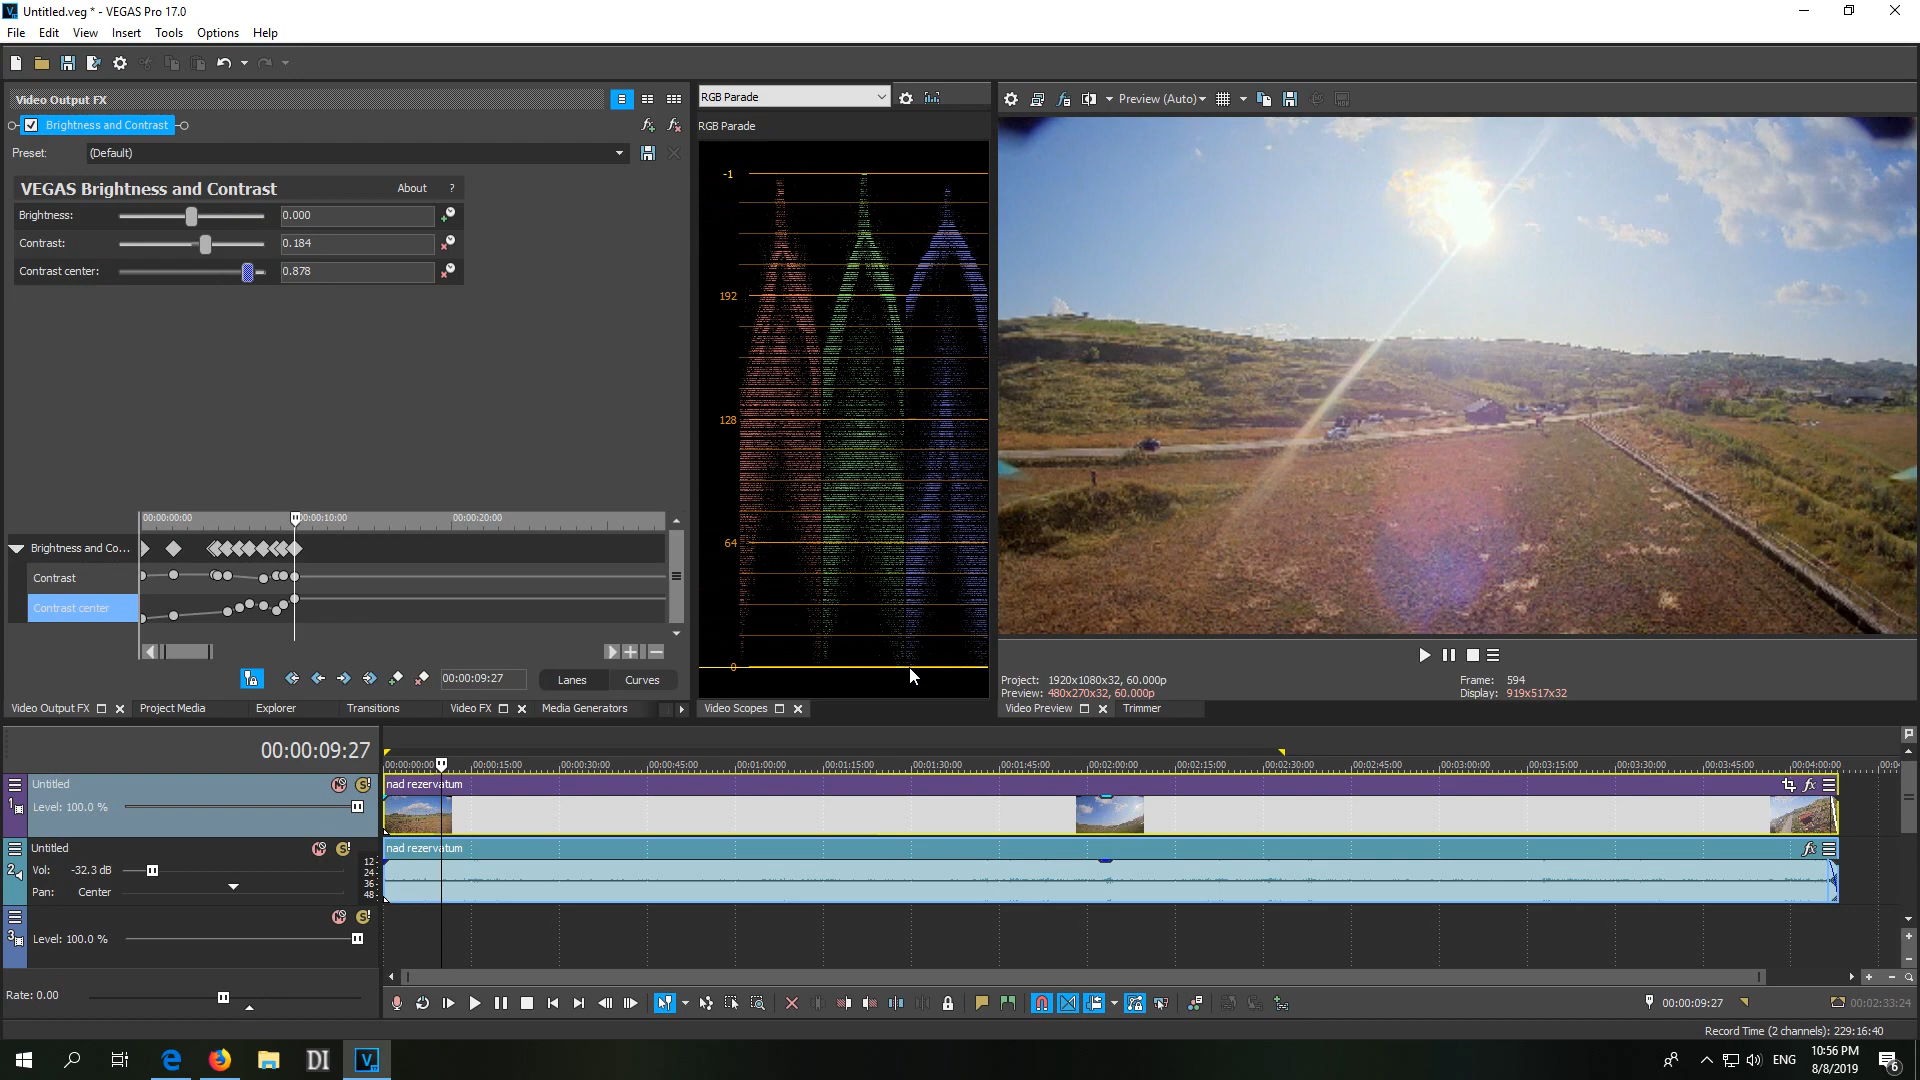 Untitled.veg * - VEGAS Pro 17.0
File Edit View Insert Tools Options Help
Video Output FX
Brightness and Contrast
Preset: (Default)
VEGAS Brightness and Contrast About ?
Brightness: 0.000
Contrast: 0.184
Contrast center: 0.878
00:00:00:00 00:00:10:00 00:00:20:00
Brightness and Co...
Contrast
Contrast center
00:00:09:27 Lanes Curves
Video Output FX Project Media Explorer Transitions Video FX Media Generators
RGB Parade
RGB Parade
-1
192
128
64
0
Video Scopes
Preview (Auto)
Project: 1920x1080x32, 60.000p
Preview: 480x270x32, 60.000p
Frame: 594
Display: 919x517x32
Video Preview Trimmer
00:00:09:27
00:00:00:00 00:00:15:00 00:00:30:00 00:00:45:00 00:01:00:00 00:01:15:00 00:01:30:00 00:01:45:00 00:02:00:00 00:02:15:00 00:02:30:00 00:02:45:00 00:03:00:00 00:03:15:00 00:03:30:00 00:03:45:00 00:04:00:00 00:04
1
Untitled
Level: 100.0 %
nad rezervatum
2
Untitled
Vol: -32.3 dB
Pan: Center
12
24
36
48
nad rezervatum
3
Level: 100.0 %
Rate: 0.00
00:00:09:27 00:02:33:24
Record Time (2 channels): 229:16:40
DI V
ENG
10:56 PM
8/8/2019
6